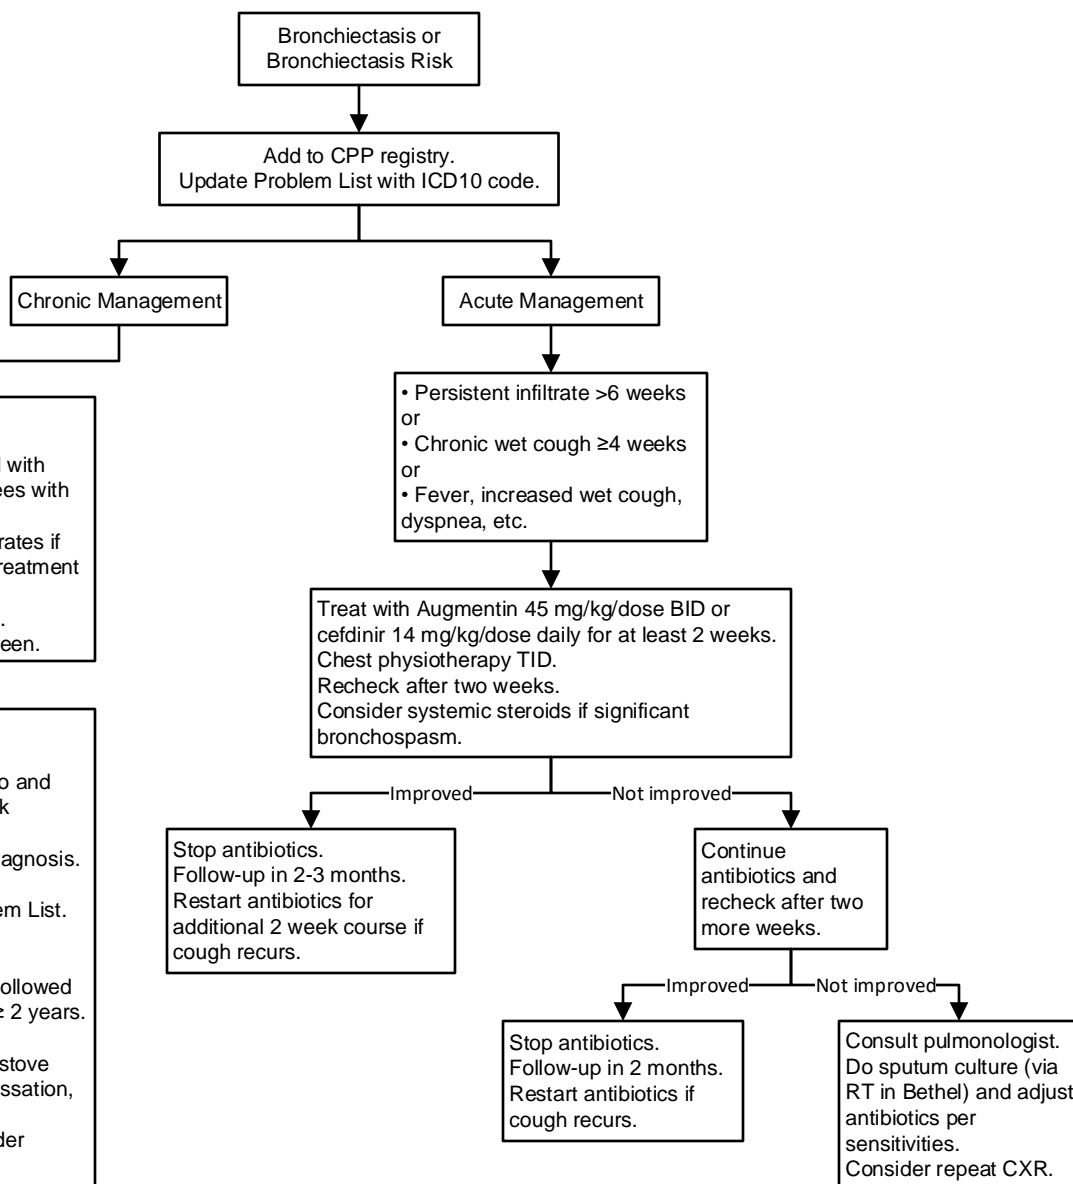 Bronchiectasis or
Bronchiectasis Risk
Add to CPP registry.
Update Problem List with ICD10 code.
Chronic Management
Acute Management
• Persistent infiltrate >6 weeks
or
• Chronic wet cough ≥4 weeks
or
• Fever, increased wet cough,
dyspnea, etc.
with
ees with
rates if
reatment
.
een.
Treat with Augmentin 45 mg/kg/dose BID or
cefdinir 14 mg/kg/dose daily for at least 2 weeks.
Chest physiotherapy TID.
Recheck after two weeks.
Consider systemic steroids if significant
bronchospasm.
o and
k
agnosis.
em List.
ollowed
≥ 2 years.
stove
ssation,
der
Improved
Not improved
Stop antibiotics.
Follow-up in 2-3 months.
Restart antibiotics for
additional 2 week course if
cough recurs.
Continue
antibiotics and
recheck after two
more weeks.
Improved
Not improved
Stop antibiotics.
Follow-up in 2 months.
Restart antibiotics if
cough recurs.
Consult pulmonologist.
Do sputum culture (via
RT in Bethel) and adjust
antibiotics per
sensitivities.
Consider repeat CXR.